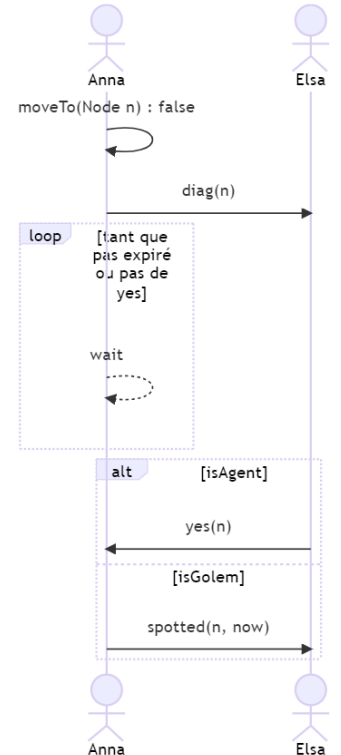 Anna
Elsa
moveTo(Node n) : false
diag(n)
loop
[tant que
pas expiré
ou pas de
yes]
wait
alt
[isAgent]
yes(n)
[isGolem]
spotted(n, now)
Anna
Elsa